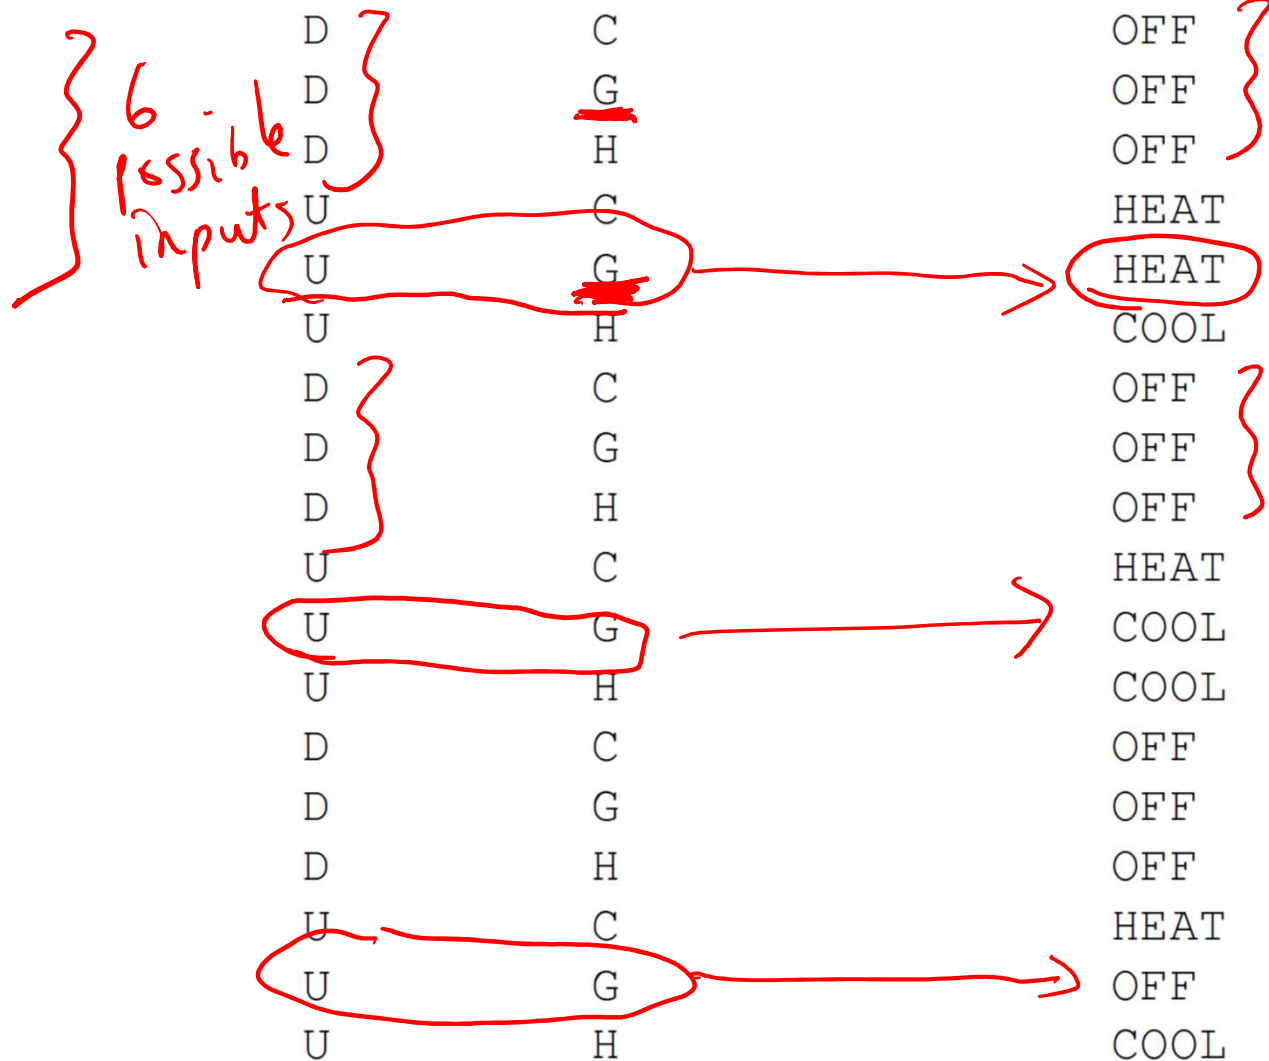 D C OFF
6 D G OFF
possible D H OFF
inputs U C HEAT
U G HEAT
U H COOL
D C OFF
D G OFF
D H OFF
U C HEAT
U G COOL
U H COOL
D C OFF
D G OFF
D H OFF
U C HEAT
U G OFF
U H COOL